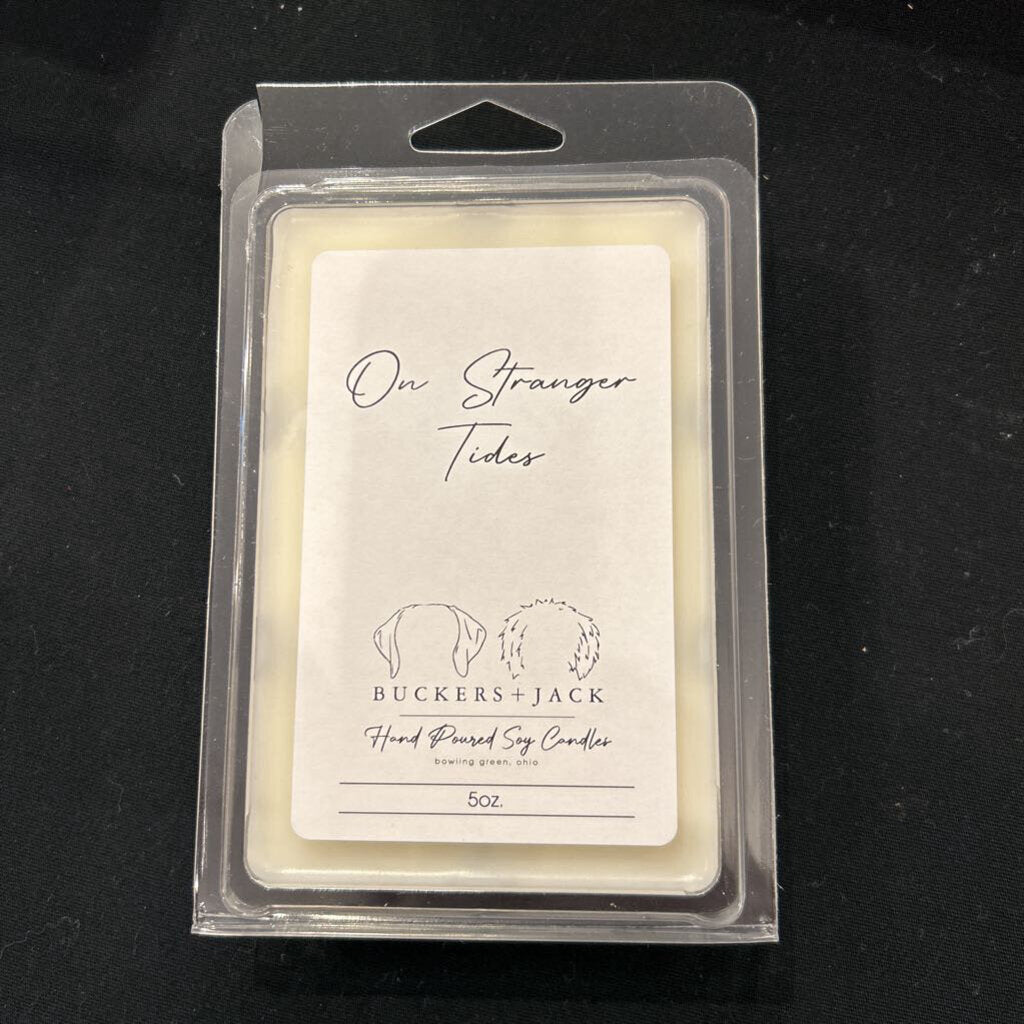 On Stranger
Tides
BUCKERS + JACK
Hand Poured Soy Candles
bowling green, ohio
5oz.